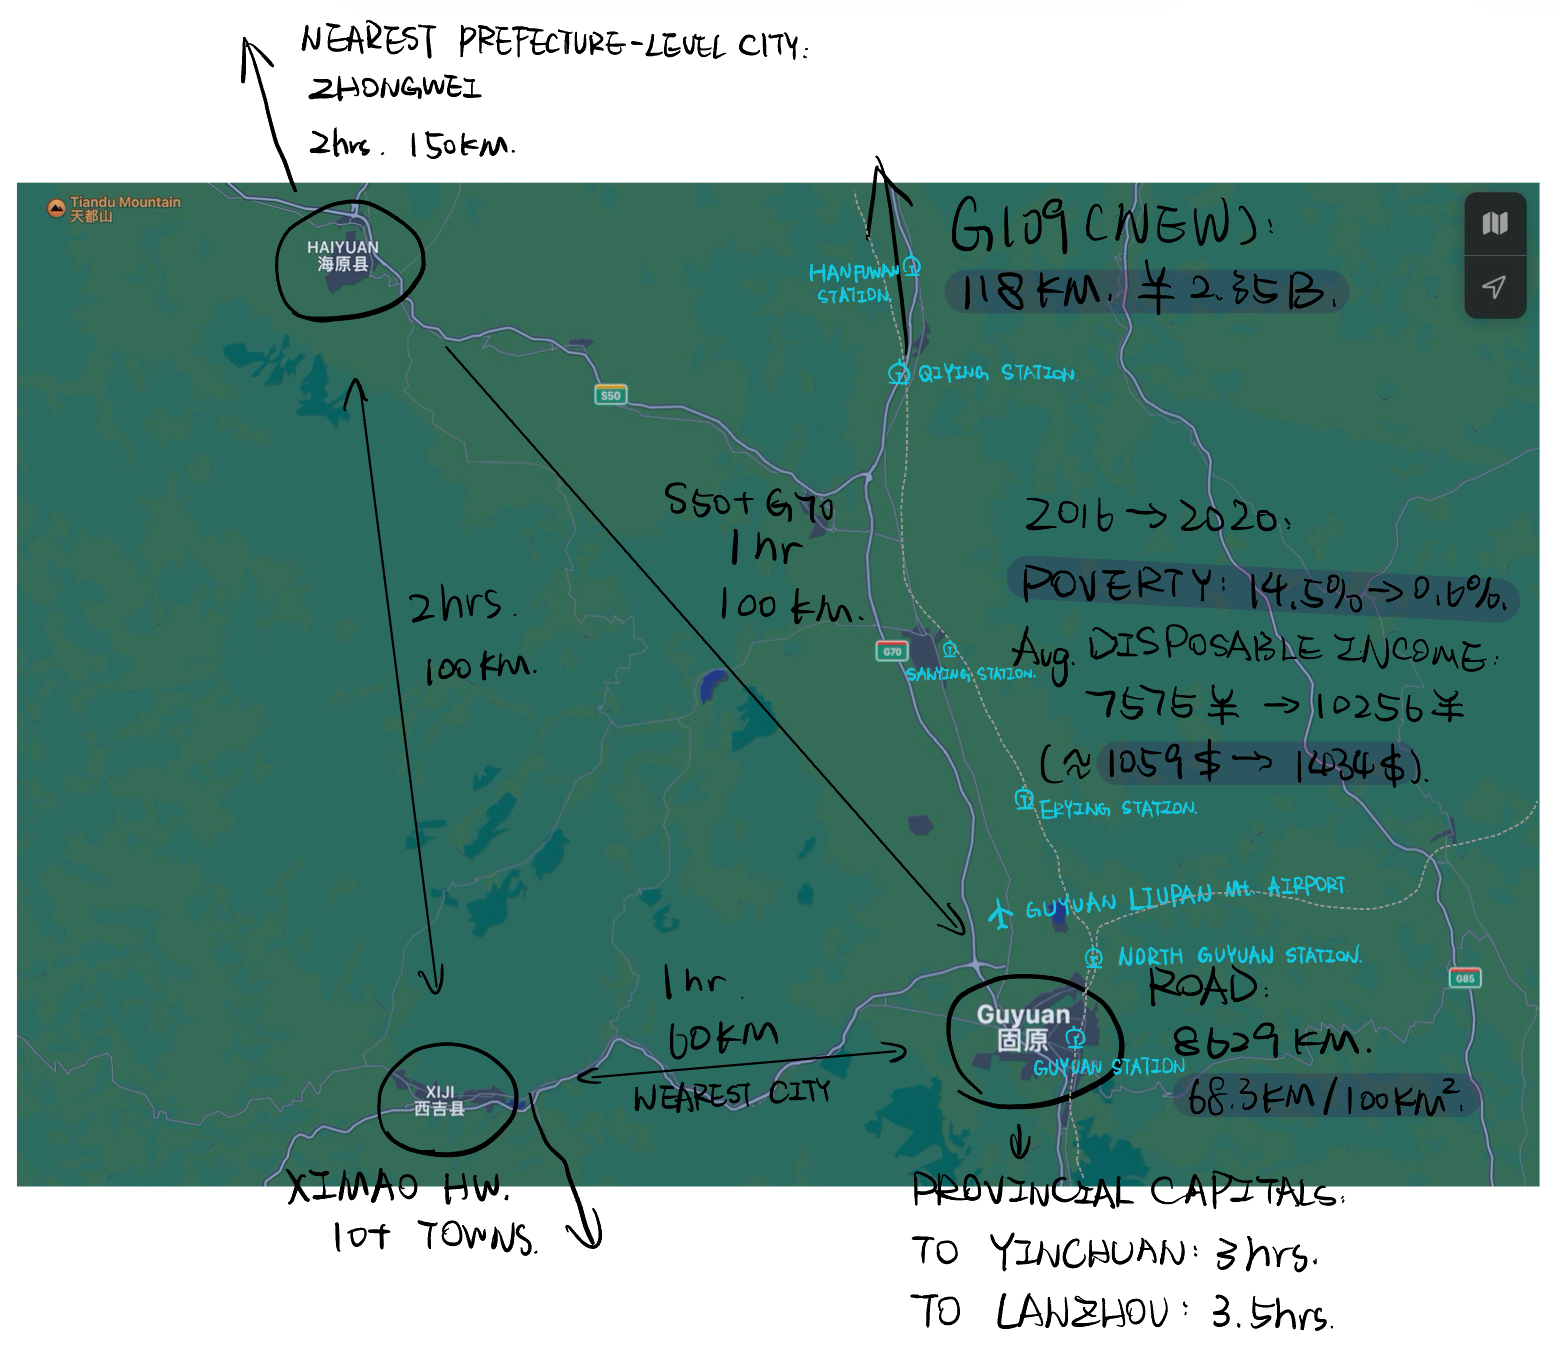 NEAREST PREFECTURE-LEVEL CITY:
ZHONGWEI
2hrs. 150KM.
Tiandu Mountain
天都山
HAIYUAN
海原县
G109 (NEW):
118KM. ¥ 2.35B.
HANFUWAN
STATION.
QIYING STATION
S50
S50+G70
1hr
100KM.
2016→2020:
POVERTY: 14.5%→0.6%.
Avg. DISPOSABLE INCOME:
7575¥ →10256¥
(≈1059$→1434$).
2hrs.
100KM.
G70
SANYING STATION.
ERYING STATION.
GUYUAN LIUPAN Mt. AIRPORT
NORTH GUYUAN STATION.
G85
ROAD:
8629KM.
68.3KM/100KM².
Guyuan
固原
GUYUAN STATION
1hr.
60KM
NEAREST CITY
XIJI
西吉县
XIMAO HW.
10+ TOWNS.
PROVINCIAL CAPITALS:
TO YINCHUAN: 3hrs.
TO LANZHOU: 3.5hrs.